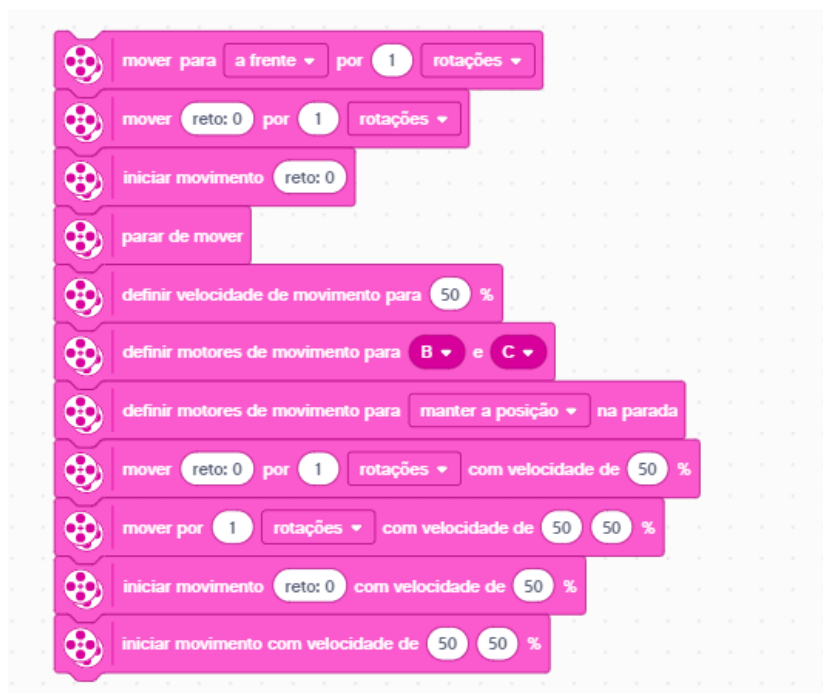 mover para a frente por 1 rotações
mover reto: 0 por 1 rotações
iniciar movimento reto: 0
parar de mover
definir velocidade de movimento para 50 %
definir motores de movimento para B e C
definir motores de movimento para manter a posição na parada
mover reto: 0 por 1 rotações com velocidade de 50 %
mover por 1 rotações com velocidade de 50 50 %
iniciar movimento reto: 0 com velocidade de 50 %
iniciar movimento com velocidade de 50 50 %